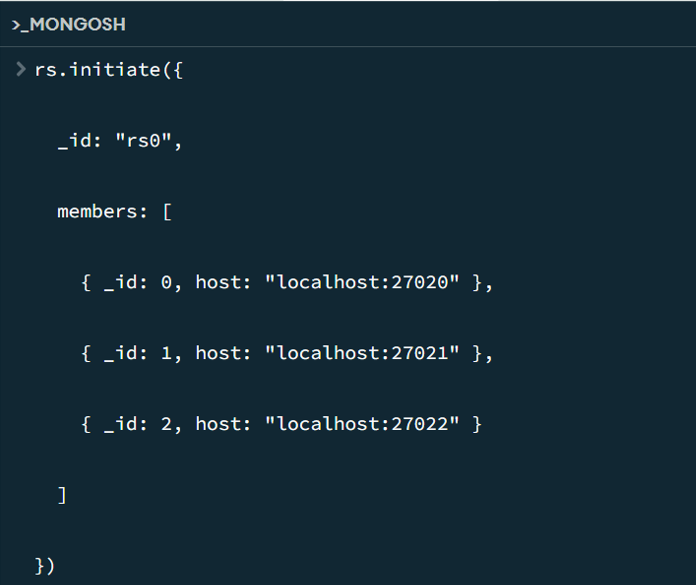 >_MONGOSH
> rs.initiate({
_id: "rs0",
members: [
{ _id: 0, host: "localhost:27020" },
{ _id: 1, host: "localhost:27021" },
{ _id: 2, host: "localhost:27022" }
]
})